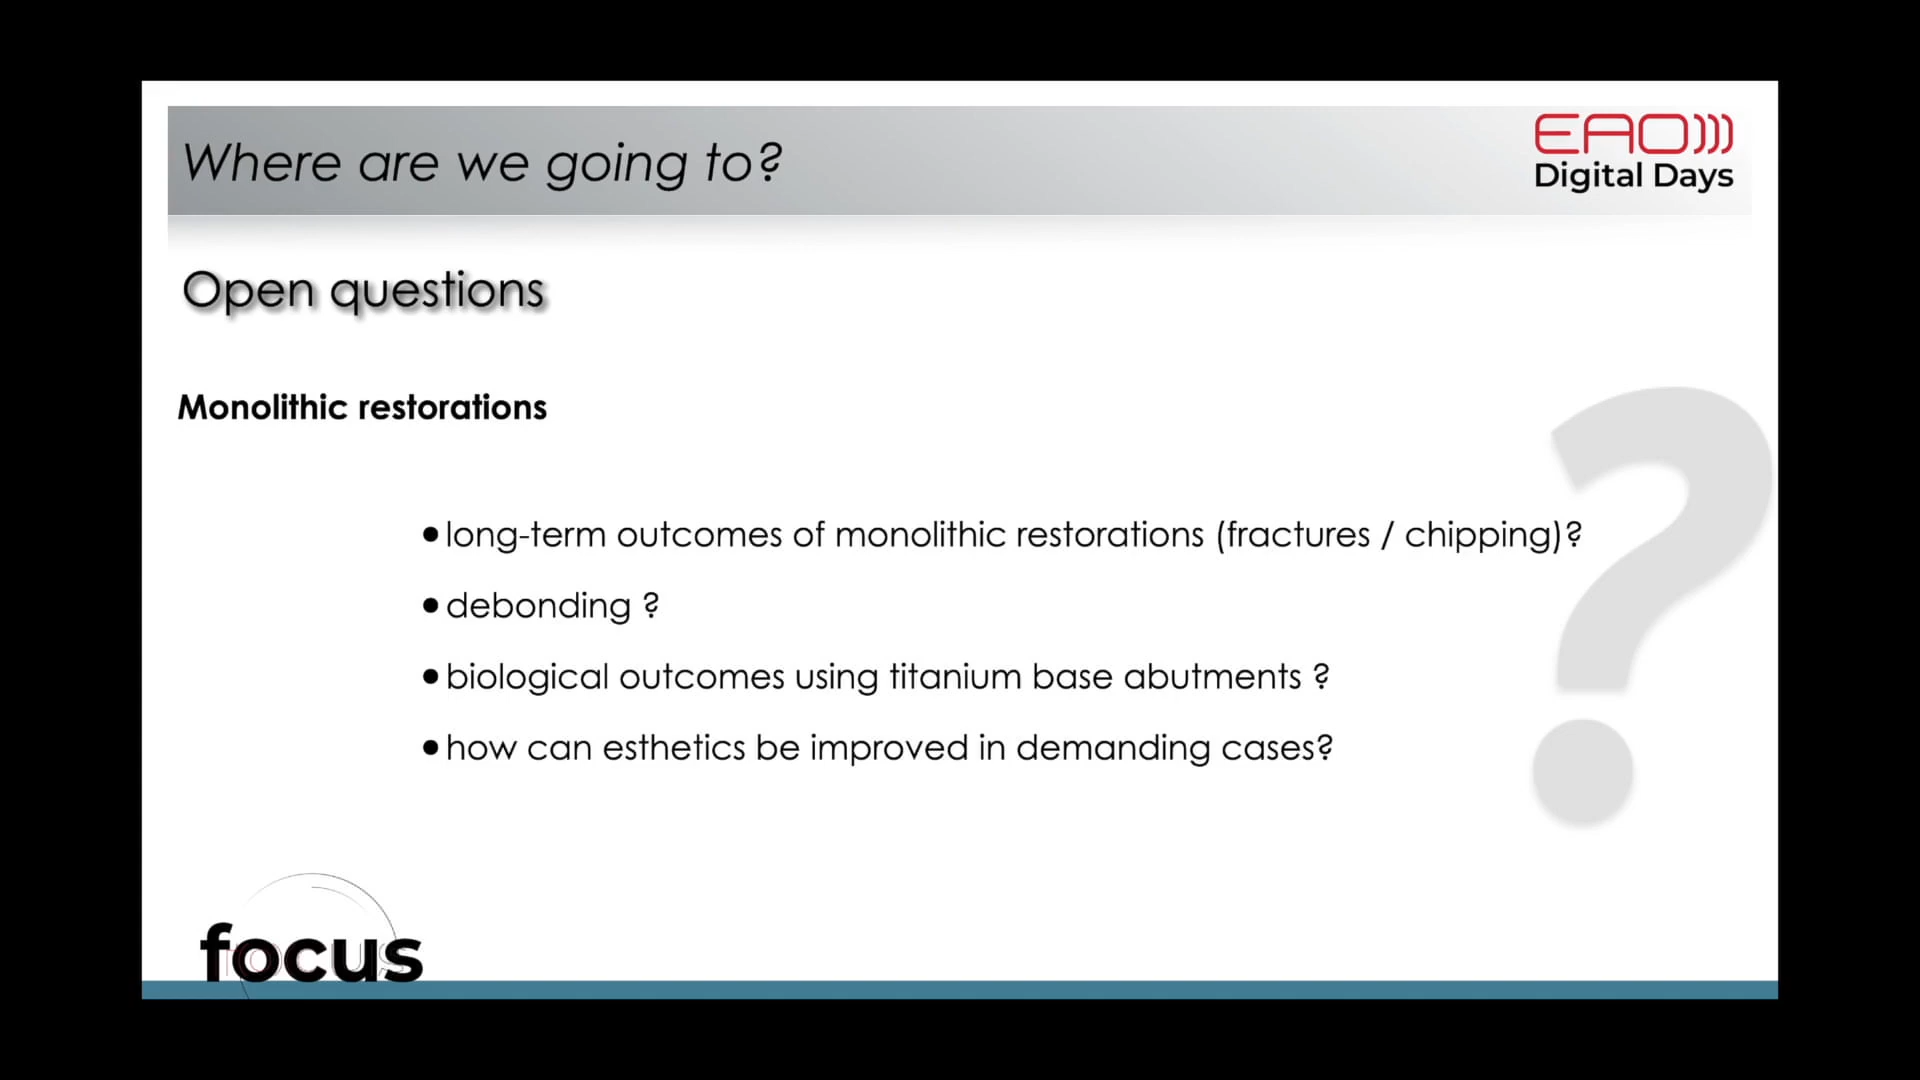 Where are we going to?
EAO)))
Digital Days
Open questions
Monolithic restorations
•long-term outcomes of monolithic restorations (fractures / chipping)?
•debonding ?
•biological outcomes using titanium base abutments ?
•how can esthetics be improved in demanding cases?
?
focus